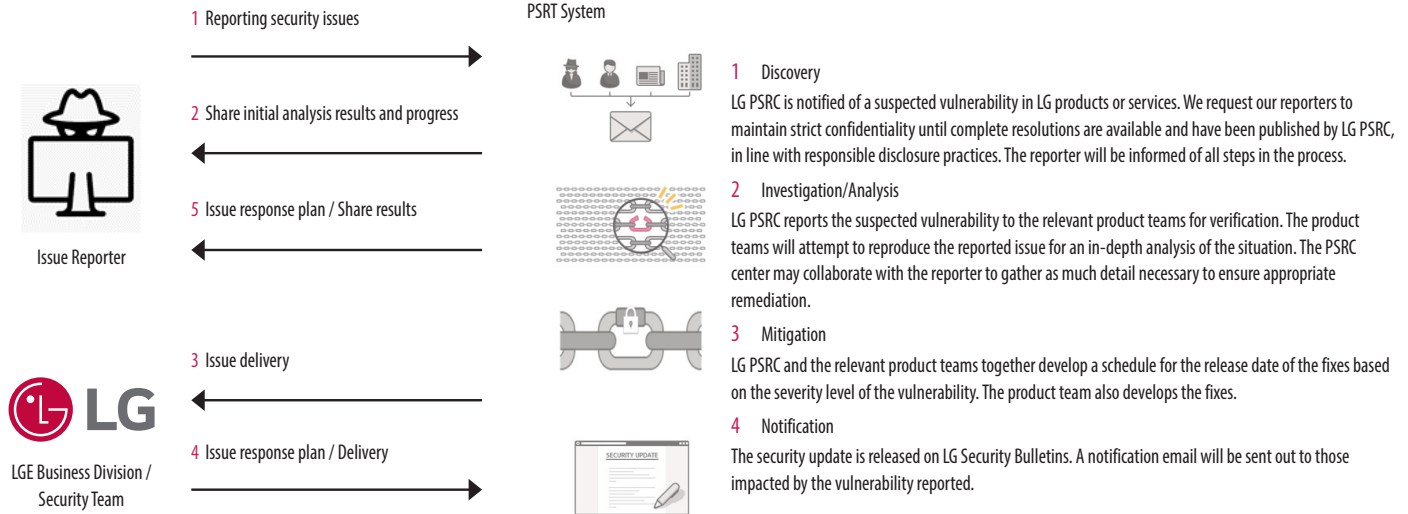 1 Reporting security issues
2 Share initial analysis results and progress
5 Issue response plan / Share results
Issue Reporter
3 Issue delivery
LG
4 Issue response plan / Delivery
LGE Business Division /
Security Team
PSRT System
SECURITY UPDATE
1 Discovery
LG PSRC is notified of a suspected vulnerability in LG products or services. We request our reporters to
maintain strict confidentiality until complete resolutions are available and have been published by LG PSRC,
in line with responsible disclosure practices. The reporter will be informed of all steps in the process.
2 Investigation/Analysis
LG PSRC reports the suspected vulnerability to the relevant product teams for verification. The product
teams will attempt to reproduce the reported issue for an in-depth analysis of the situation. The PSRC
center may collaborate with the reporter to gather as much detail necessary to ensure appropriate
remediation.
3 Mitigation
LG PSRC and the relevant product teams together develop a schedule for the release date of the fixes based
on the severity level of the vulnerability. The product team also develops the fixes.
4 Notification
The security update is released on LG Security Bulletins. A notification email will be sent out to those
impacted by the vulnerability reported.